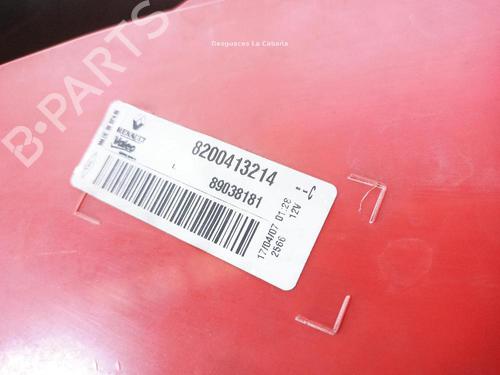 Desguaces La Cabaña
B-PARTS
RENAULT
Valeo
8200413214
L
89038181
17/04/07 01:28
2566 12V